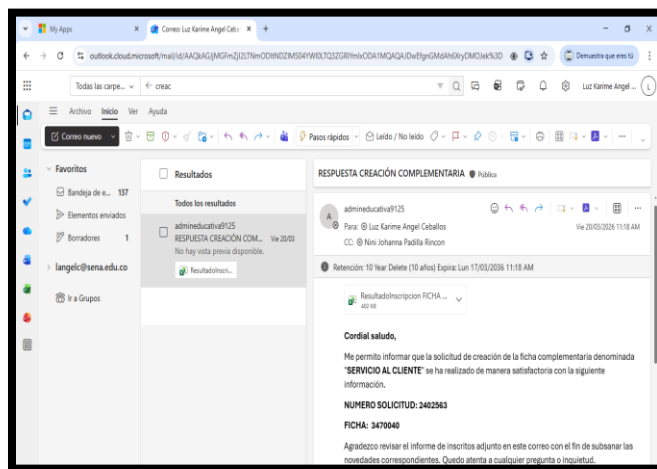 My Apps
Correo: Luz Karime Angel Ceba
outlook.cloud.microsoft/mail/id/
Demuestra que eres tú
Todas las carpe...
creac
Luz Karime Angel ...
L
Archivo Inicio Ver Ayuda
Correo nuevo
Pasos rápidos
Leído / No leído
Favoritos
Bandeja de e... 137
Elementos enviados
Borradores 1
langelc@sena.edu.co
Ir a Grupos
Resultados
Todos los resultados
admineducativa9125
RESPUESTA CREACIÓN COM... Vie 20/03
No hay vista previa disponible.
ResultadoInscri...
RESPUESTA CREACIÓN COMPLEMENTARIA Pública
A
admineducativa9125
Para: Luz Karime Angel Ceballos
Vie 20/03/2026 11:18 AM
CC: Nini Johanna Padilla Rincon
Retención: 10 Year Delete (10 años) Expira: Lun 17/03/2036 11:18 AM
ResultadoInscripcion FICHA ...
402 KB
Cordial saludo,
Me permito informar que la solicitud de creación de la ficha complementaria denominada
"SERVICIO AL CLIENTE" se ha realizado de manera satisfactoria con la siguiente
información.
NUMERO SOLICITUD: 2402563
FICHA: 3470040
Agradezco revisar el informe de inscritos adjunto en este correo con el fin de subsanar las
novedades correspondientes. Quedo atenta a cualquier pregunta o inquietud.